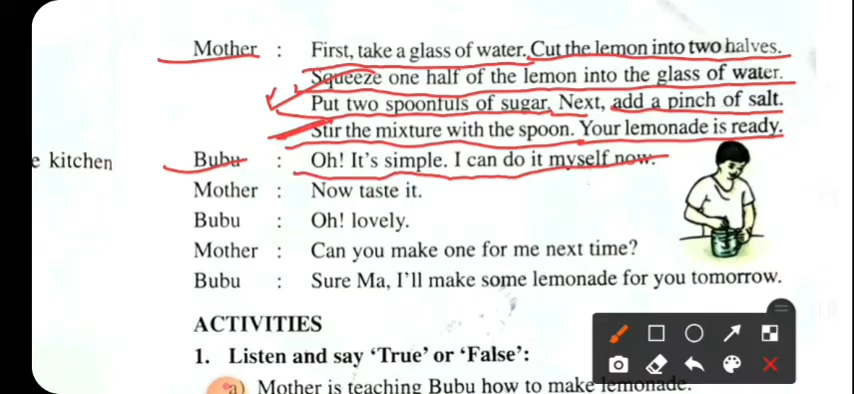 Mother : First, take a glass of water. Cut the lemon into two halves.
Squeeze one half of the lemon into the glass of water.
Put two spoonfuls of sugar. Next, add a pinch of salt.
Stir the mixture with the spoon. Your lemonade is ready.
e kitchen
Bubu : Oh! It's simple. I can do it myself now.
Mother : Now taste it.
Bubu : Oh! lovely.
Mother : Can you make one for me next time?
Bubu : Sure Ma, I'll make some lemonade for you tomorrow.
ACTIVITIES
1. Listen and say ‘True’ or ‘False’:
a) Mother is teaching Bubu how to make lemonade.